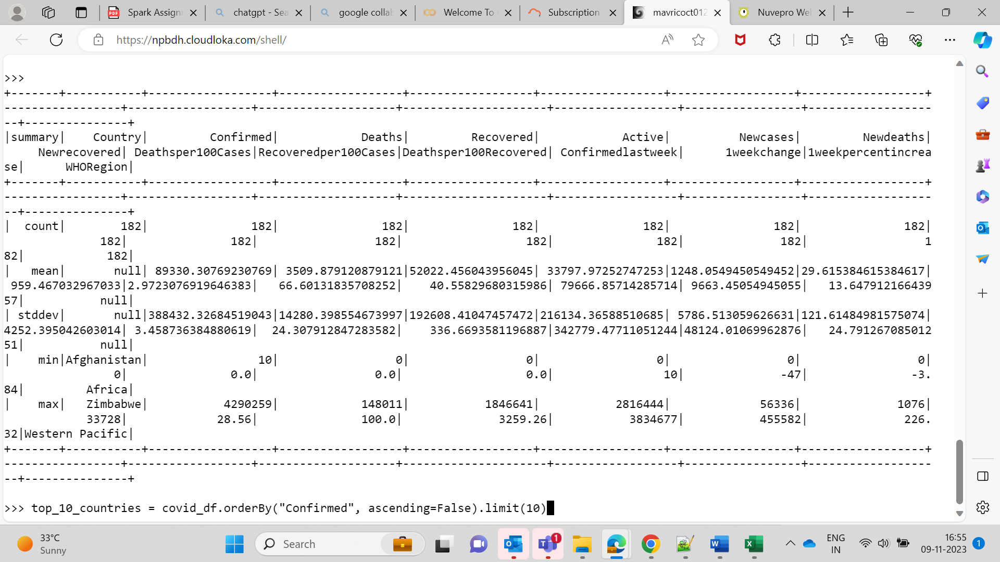 Spark Assignm
chatgpt - Sea
google collab
Welcome To
Subscription
mavricoct012
Nuvepro Web
https://npbdh.cloudloka.com/shell/
>>>
+-------+-----------+-------------------+------------------+------------------+------------------+------------------+------------------+
-----------------+------------------+--------------------+---------------------+------------------+-----------------+------------------
--+---------------+
|summary| Country| Confirmed| Deaths| Recovered| Active| Newcases| Newdeaths|
Newrecovered| Deathsper100Cases|Recoveredper100Cases|Deathsper100Recovered| Confirmedlastweek| 1weekchange|1weekpercentincrea
se| WHORegion|
+-------+-----------+-------------------+------------------+------------------+------------------+------------------+------------------+
-----------------+------------------+--------------------+---------------------+------------------+-----------------+------------------
--+---------------+
| count| 182| 182| 182| 182| 182| 182| 182|
182| 182| 182| 182| 182| 182| 1
82| 182|
| mean| null| 89330.30769230769| 3509.879120879121|52022.456043956045| 33797.97252747253|1248.0549450549452|29.615384615384617|
959.467032967033|2.9723076919646383| 66.60131835708252| 40.55829680315986| 79666.85714285714| 9663.45054945055| 13.647912166439
57| null|
| stddev| null|388432.32684519043|14280.398554673997|192608.41047457472|216134.36588510685| 5786.513059626631|121.61484981575074|
4252.395042603014| 3.458736384880619| 24.307912847283582| 336.6693581196887|342779.47711051244|48124.01069962876| 24.791267085012
51| null|
| min|Afghanistan| 10| 0| 0| 0| 0| 0|
0| 0.0| 0.0| 0.0| 10| -47| -3.
84| Africa|
| max| Zimbabwe| 4290259| 148011| 1846641| 2816444| 56336| 1076|
33728| 28.56| 100.0| 3259.26| 3834677| 455582| 226.
32|Western Pacific|
+-------+-----------+-------------------+------------------+------------------+------------------+------------------+------------------+
-----------------+------------------+--------------------+---------------------+------------------+-----------------+------------------
--+---------------+
>>> top_10_countries = covid_df.orderBy("Confirmed", ascending=False).limit(10)
33°C
Sunny
Search
1
ENG
IN
16:55
09-11-2023
1